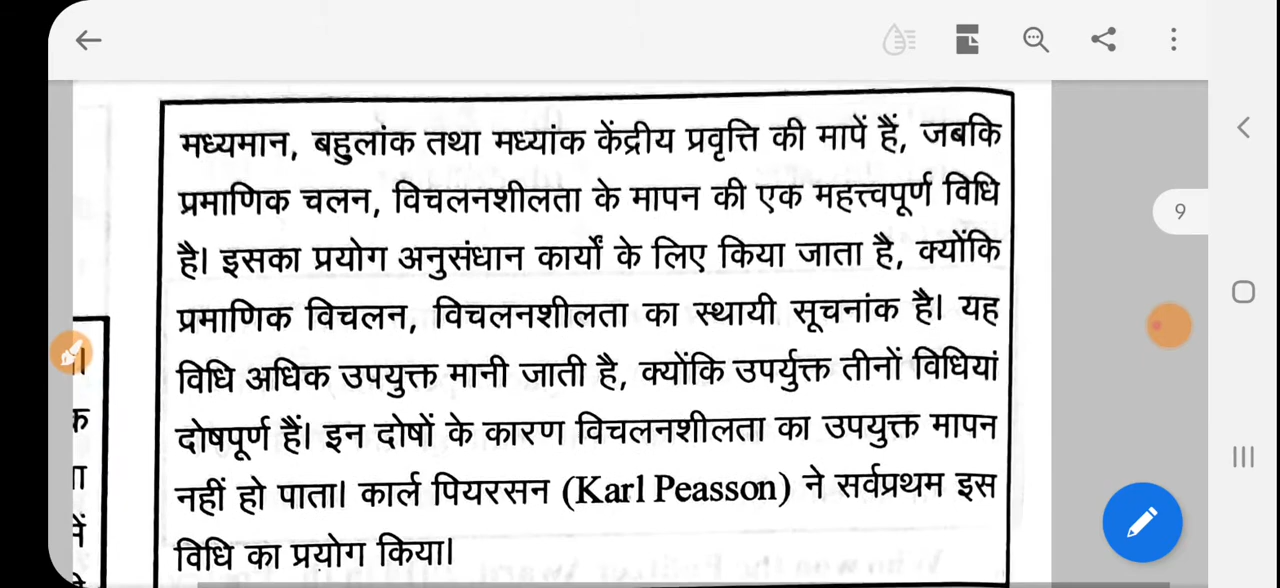 मध्यमान, बहुलांक तथा मध्यांक केंद्रीय प्रवृत्ति की मापें हैं, जबकि
प्रमाणिक चलन, विचलनशीलता के मापन की एक महत्त्वपूर्ण विधि
है। इसका प्रयोग अनुसंधान कार्यों के लिए किया जाता है, क्योंकि
प्रमाणिक विचलन, विचलनशीलता का स्थायी सूचनांक है। यह
विधि अधिक उपयुक्त मानी जाती है, क्योंकि उपर्युक्त तीनों विधियां
दोषपूर्ण हैं। इन दोषों के कारण विचलनशीलता का उपयुक्त मापन
नहीं हो पाता। कार्ल पियरसन (Karl Peasson) ने सर्वप्रथम इस
विधि का प्रयोग किया।
9